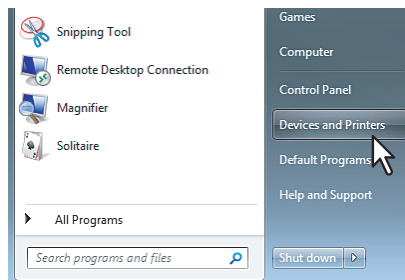 Snipping Tool
Remote Desktop Connection
Magnifier
Solitaire
All Programs
Search programs and files
Games
Computer
Control Panel
Devices and Printers
Default Programs
Help and Support
Shut down